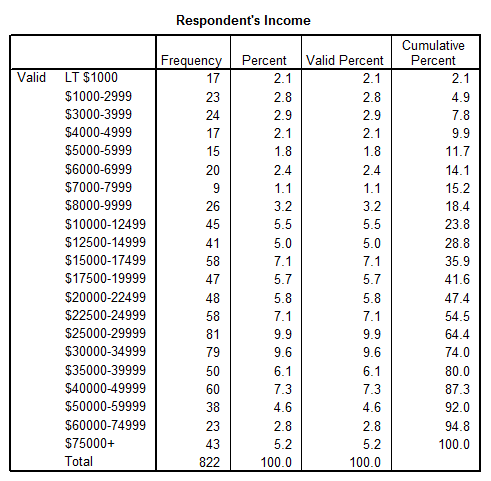 Respondent's Income
Frequency Percent Valid Percent Cumulative Percent
Valid LT $1000 17 2.1 2.1 2.1
$1000-2999 23 2.8 2.8 4.9
$3000-3999 24 2.9 2.9 7.8
$4000-4999 17 2.1 2.1 9.9
$5000-5999 15 1.8 1.8 11.7
$6000-6999 20 2.4 2.4 14.1
$7000-7999 9 1.1 1.1 15.2
$8000-9999 26 3.2 3.2 18.4
$10000-12499 45 5.5 5.5 23.8
$12500-14999 41 5.0 5.0 28.8
$15000-17499 58 7.1 7.1 35.9
$17500-19999 47 5.7 5.7 41.6
$20000-22499 48 5.8 5.8 47.4
$22500-24999 58 7.1 7.1 54.5
$25000-29999 81 9.9 9.9 64.4
$30000-34999 79 9.6 9.6 74.0
$35000-39999 50 6.1 6.1 80.0
$40000-49999 60 7.3 7.3 87.3
$50000-59999 38 4.6 4.6 92.0
$60000-74999 23 2.8 2.8 94.8
$75000+ 43 5.2 5.2 100.0
Total 822 100.0 100.0